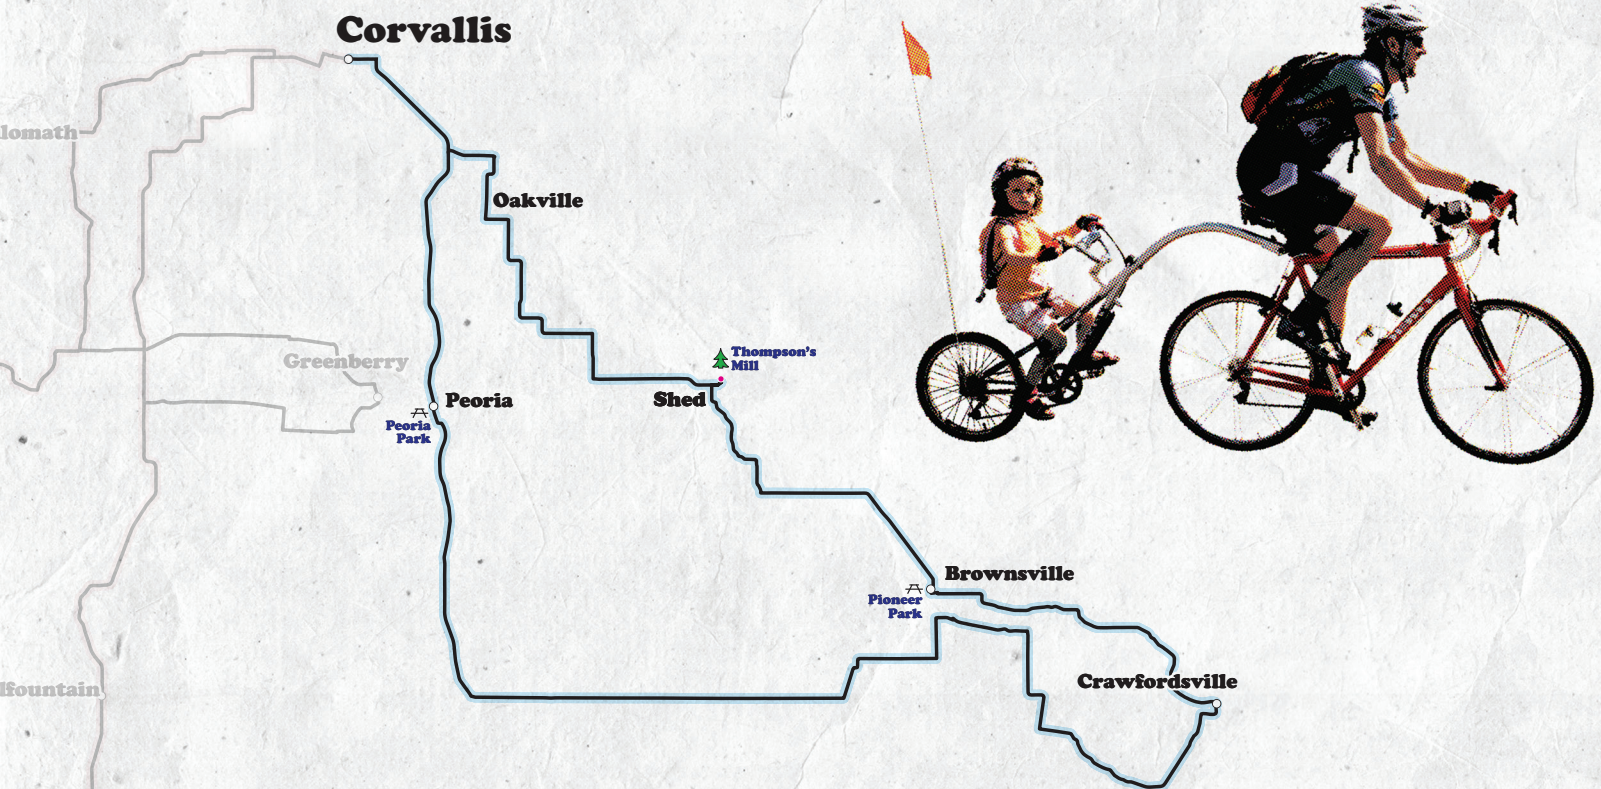 Corvallis
lomath
Oakville
Thompson's
Mill
Greenberry
Shed
Peoria
Peoria
Park
Brownsville
Pioneer
Park
Crawfordsville
lfountain